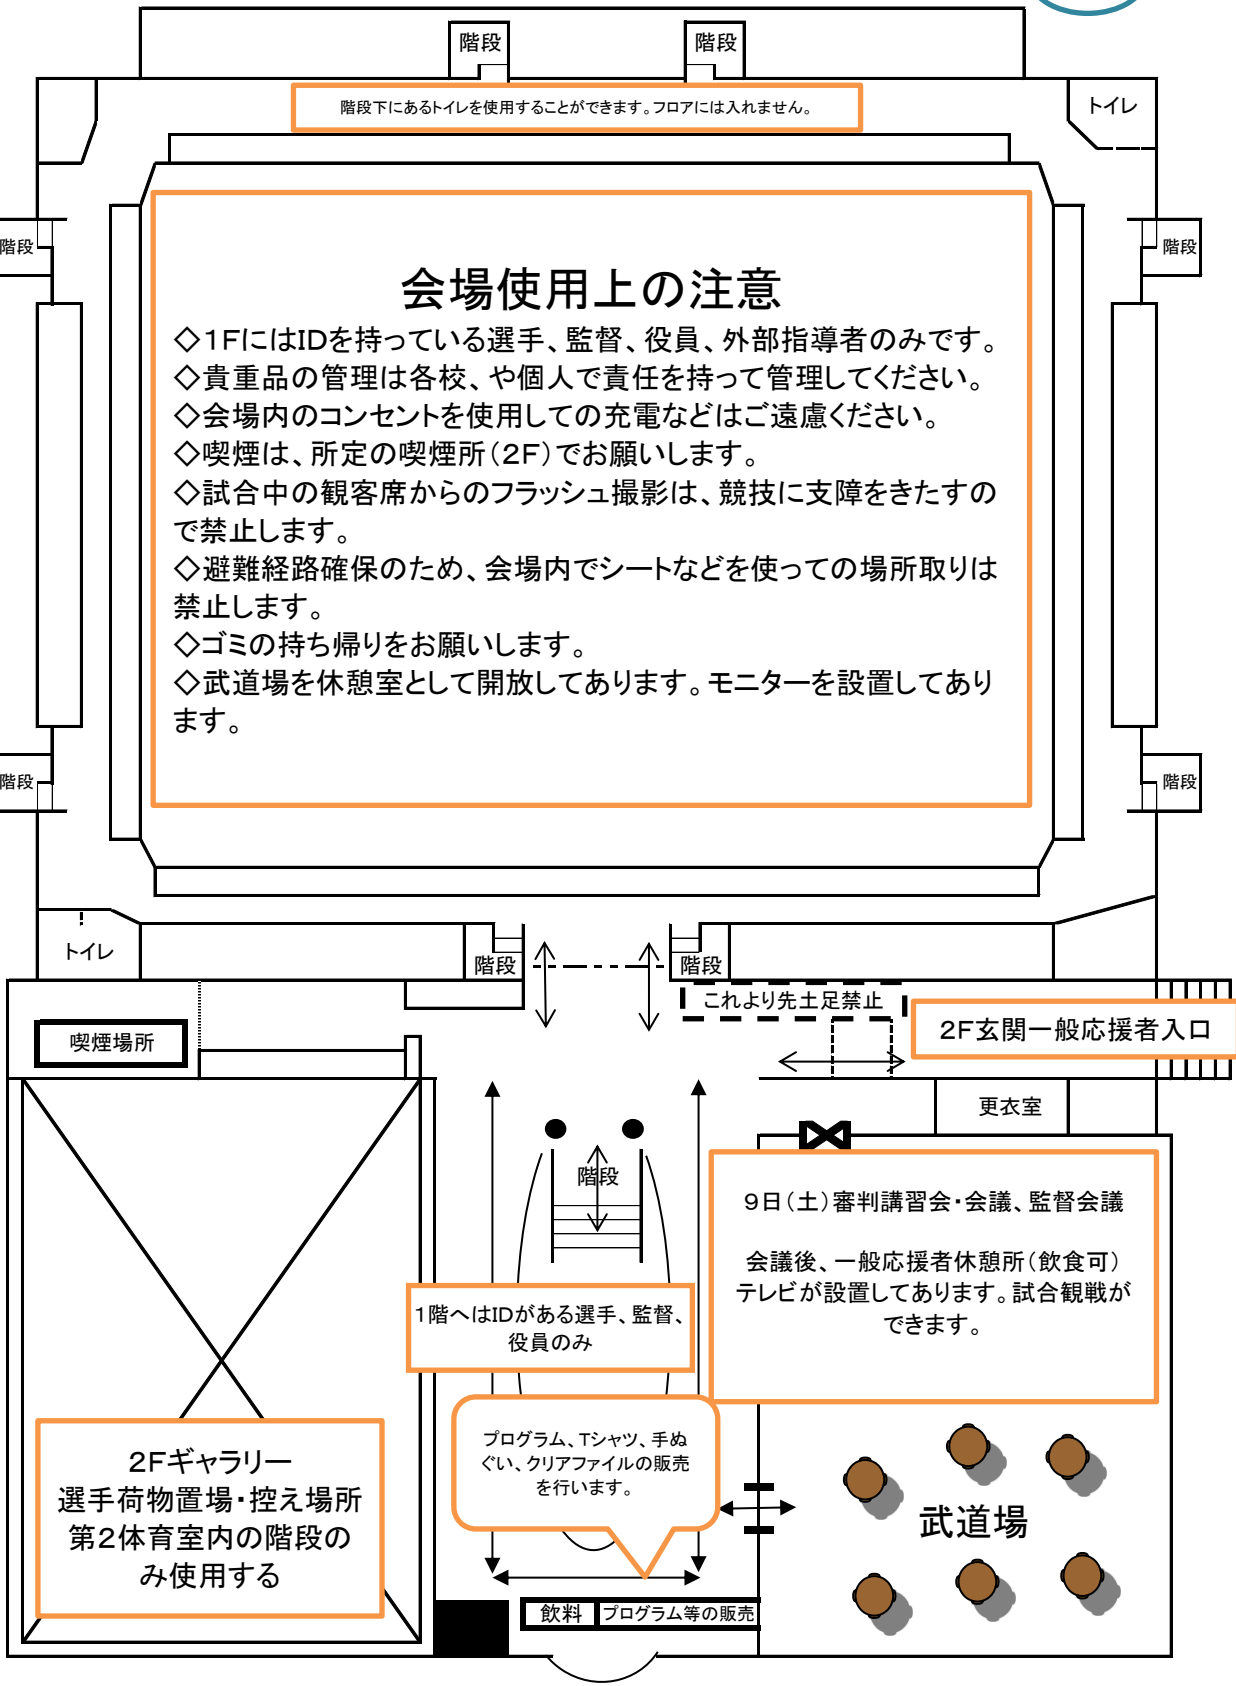 階段
階段
階段下にあるトイレを使用することができます。フロアには入れません。
トイレ
階段
階段
会場使用上の注意
◇1FにはIDを持っている選手、監督、役員、外部指導者のみです。
◇貴重品の管理は各校、や個人で責任を持って管理してください。
◇会場内のコンセントを使用しての充電などはご遠慮ください。
◇喫煙は、所定の喫煙所(2F)でお願いします。
◇試合中の観客席からのフラッシュ撮影は、競技に支障をきたすの
で禁止します。
◇避難経路確保のため、会場内でシートなどを使っての場所取りは
禁止します。
◇ゴミの持ち帰りをお願いします。
◇武道場を休憩室として開放してあります。モニターを設置してあり
ます。
階段
階段
トイレ
階段
階段
これより先土足禁止
2F玄関一般応援者入口
喫煙場所
更衣室
階段
9日(土)審判講習会・会議、監督会議
会議後、一般応援者休憩所(飲食可)
テレビが設置してあります。試合観戦が
できます。
1階へはIDがある選手、監督、
役員のみ
プログラム、Tシャツ、手ぬ
ぐい、クリアファイルの販売
を行います。
2Fギャラリー
選手荷物置場・控え場所
第2体育室内の階段の
み使用する
武道場
飲料
プログラム等の販売